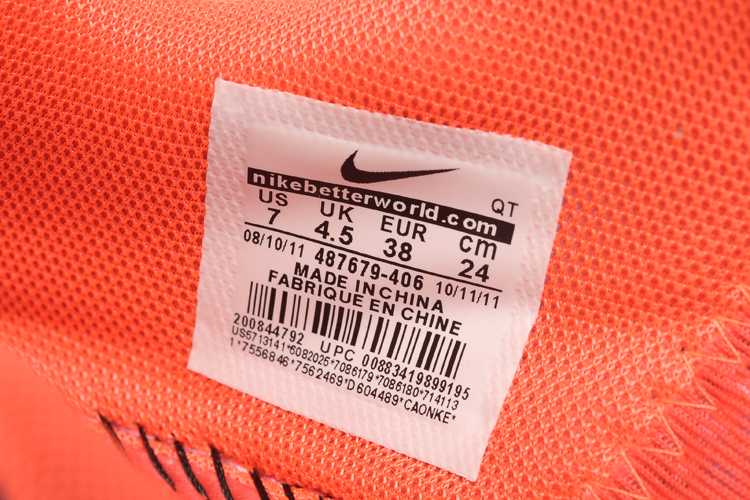 nikebetterworld.com QT
US UK EUR cm
7 4.5 38 24
08/10/11 487679-406 10/11/11
MADE IN CHINA
FABRIQUE EN CHINE
200844792 UPC 00883419899195
US5713141*6082025*7086179*7086180*714113
1*7556846*7562469*D604489*CAONKE*